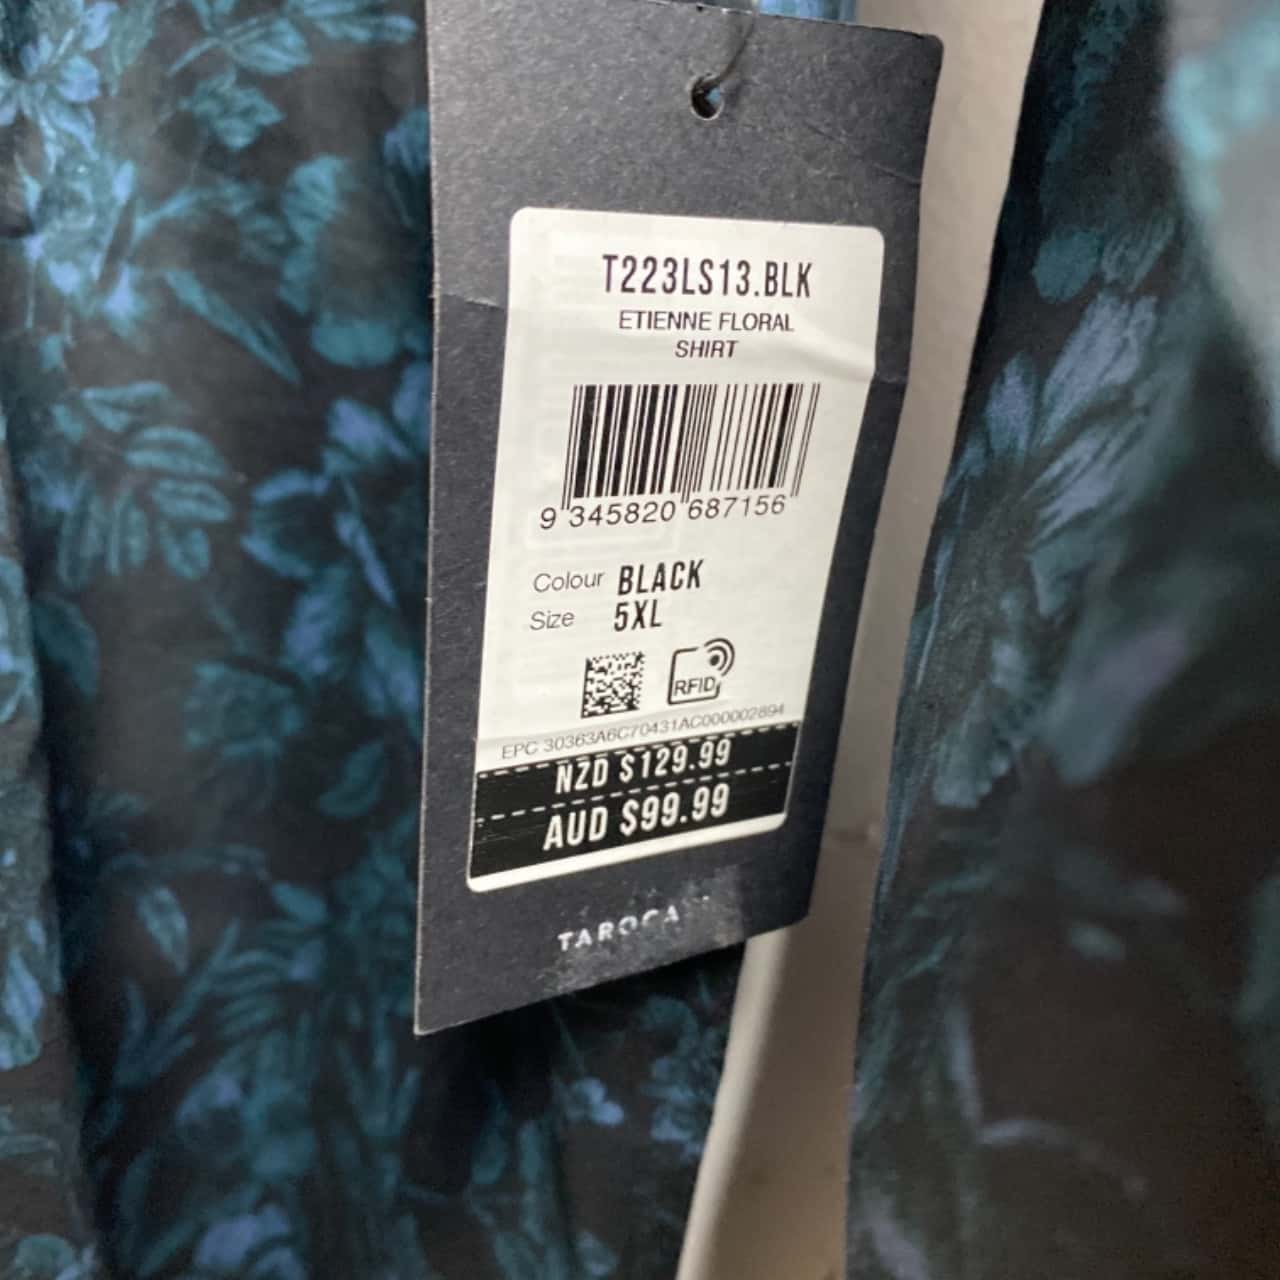 T223LS13.BLK
ETIENNE FLORAL
SHIRT
9 345820 687156
Colour BLACK
Size 5XL
RFID
EPC 30363A6C70431AC000002894
NZD $129.99
AUD $99.99